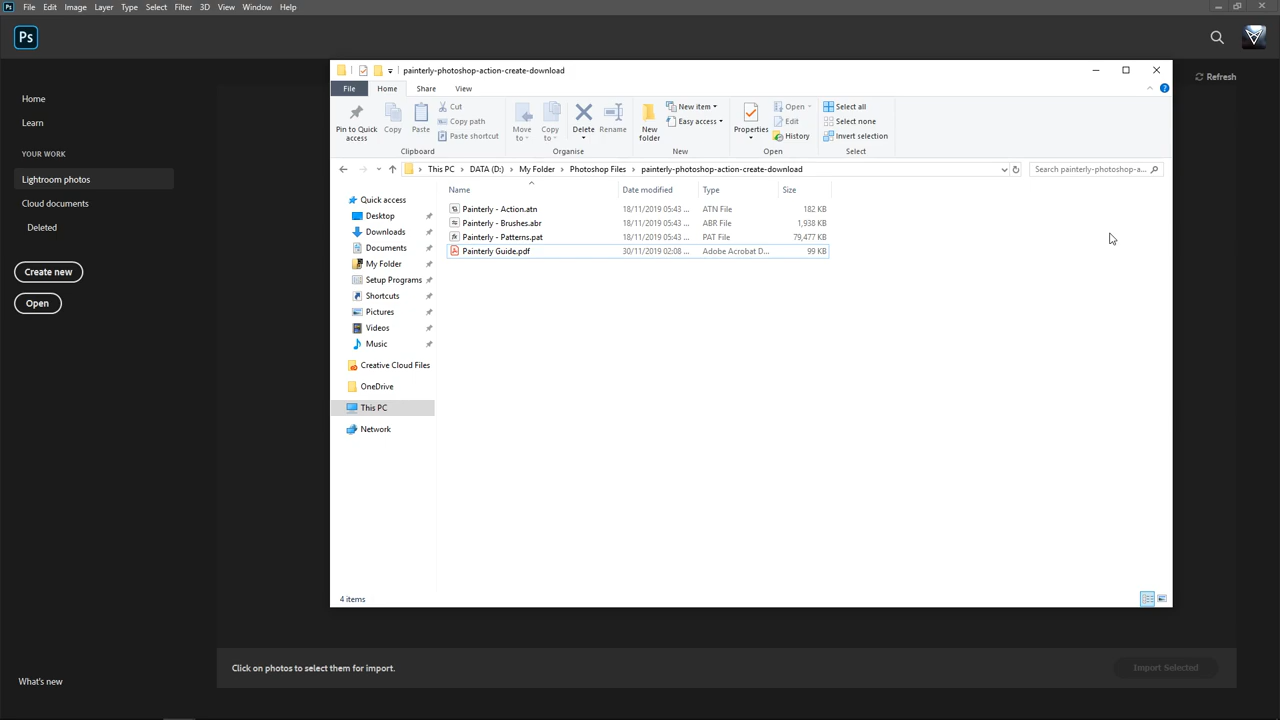 Ps File Edit Image Layer Type Select Filter 3D View Window Help
Ps
Refresh
Home
Learn
YOUR WORK
Lightroom photos
Cloud documents
Deleted
Create new
Open
What's new
painterly-photoshop-action-create-download
File Home Share View
Pin to Quick access
Copy
Paste
Cut
Copy path
Paste shortcut
Clipboard
Move to
Copy to
Delete
Rename
Organise
New folder
New item
Easy access
New
Properties
Open
Edit
History
Open
Select all
Select none
Invert selection
Select
This PC > DATA (D:) > My Folder > Photoshop Files > painterly-photoshop-action-create-download
Search painterly-photoshop-a...
Quick access
Desktop
Downloads
Documents
My Folder
Setup Programs
Shortcuts
Pictures
Videos
Music
Creative Cloud Files
OneDrive
This PC
Network
Name Date modified Type Size
Painterly - Action.atn 18/11/2019 05:43 ... ATN File 182 KB
Painterly - Brushes.abr 18/11/2019 05:43 ... ABR File 1,938 KB
Painterly - Patterns.pat 18/11/2019 05:43 ... PAT File 79,477 KB
Painterly Guide.pdf 30/11/2019 02:08 ... Adobe Acrobat D... 99 KB
4 items
Click on photos to select them for import.
Import Selected